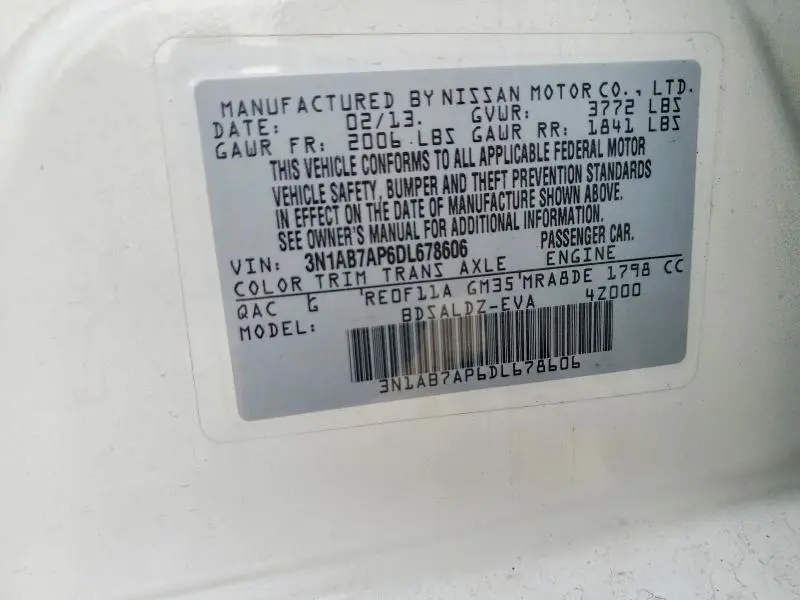 MANUFACTURED BY NISSAN MOTOR CO., LTD.
DATE: 02/13. GVWR: 3772 LBS
GAWR FR: 2006 LBS GAWR RR: 1841 LBS
THIS VEHICLE CONFORMS TO ALL APPLICABLE FEDERAL MOTOR
VEHICLE SAFETY, BUMPER AND THEFT PREVENTION STANDARDS
IN EFFECT ON THE DATE OF MANUFACTURE SHOWN ABOVE.
SEE OWNER'S MANUAL FOR ADDITIONAL INFORMATION.
VIN: 3N1AB7AP6DL678606 PASSENGER CAR.
COLOR TRIM TRANS AXLE ENGINE
QAC G RE0F11A GM35 MRA8DE 1798 CC
MODEL: BDSALDZ-EVA 4Z000
3N1AB7AP6DL678606